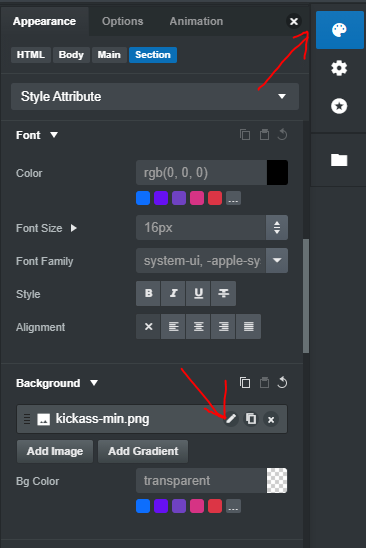 Appearance Options Animation
HTML Body Main Section
Style Attribute
Font
Color rgb(0, 0, 0)
...
Font Size 16px
Font Family system-ui, -apple-sy
Style B I U T
Alignment
Background
kickass-min.png
Add Image Add Gradient
Bg Color transparent
...